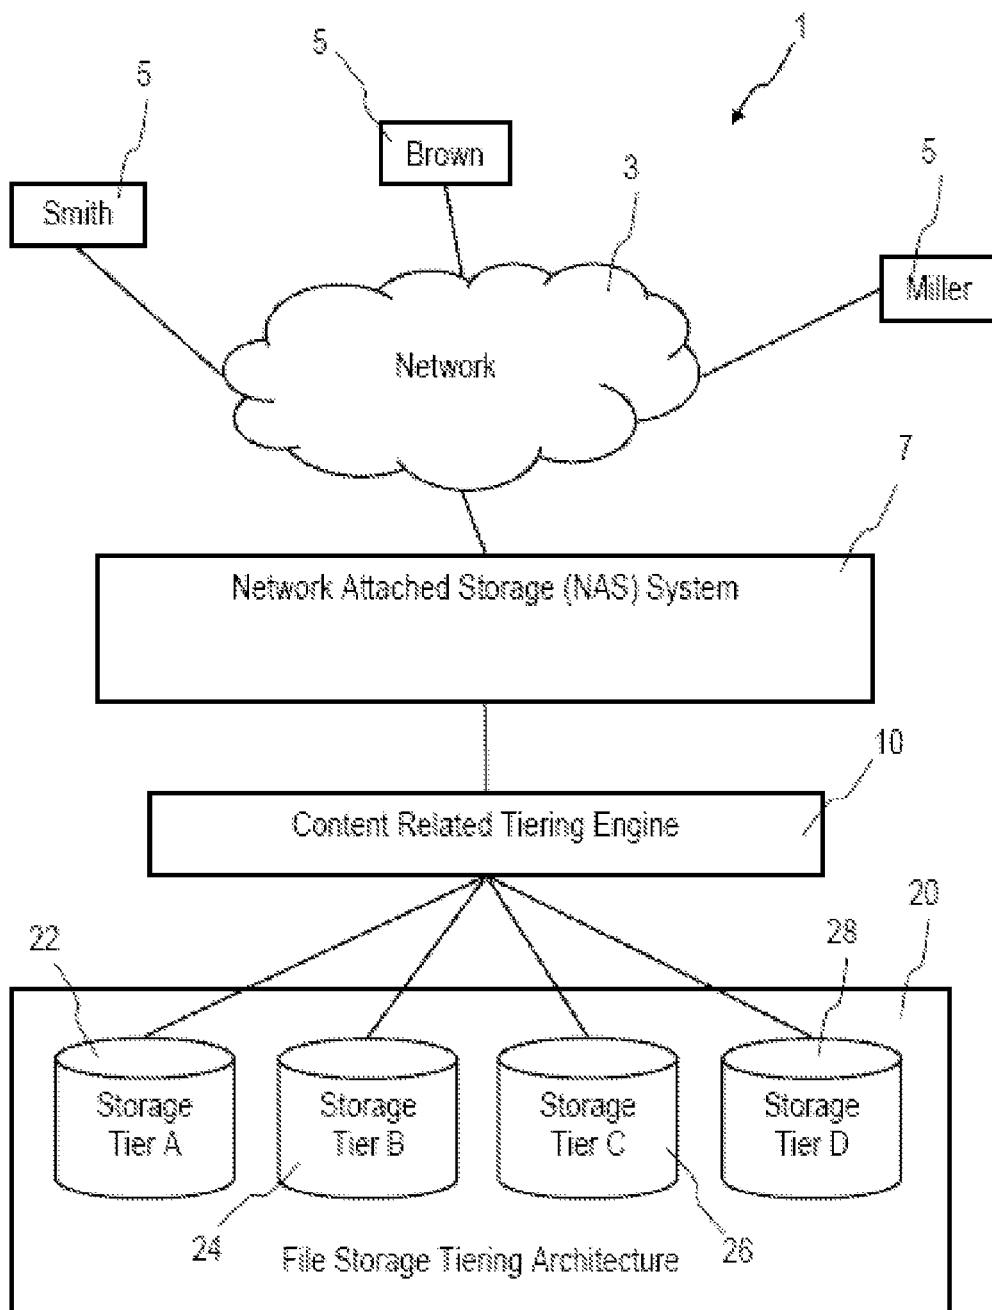 1
5
5
Brown
3
5
Smith
Miller
Network
7
Network Attached Storage (NAS) System
10
Content Related Tiering Engine
20
22
28
Storage
Tier A
Storage
Tier B
Storage
Tier C
Storage
Tier D
24
26
File Storage Tiering Architecture